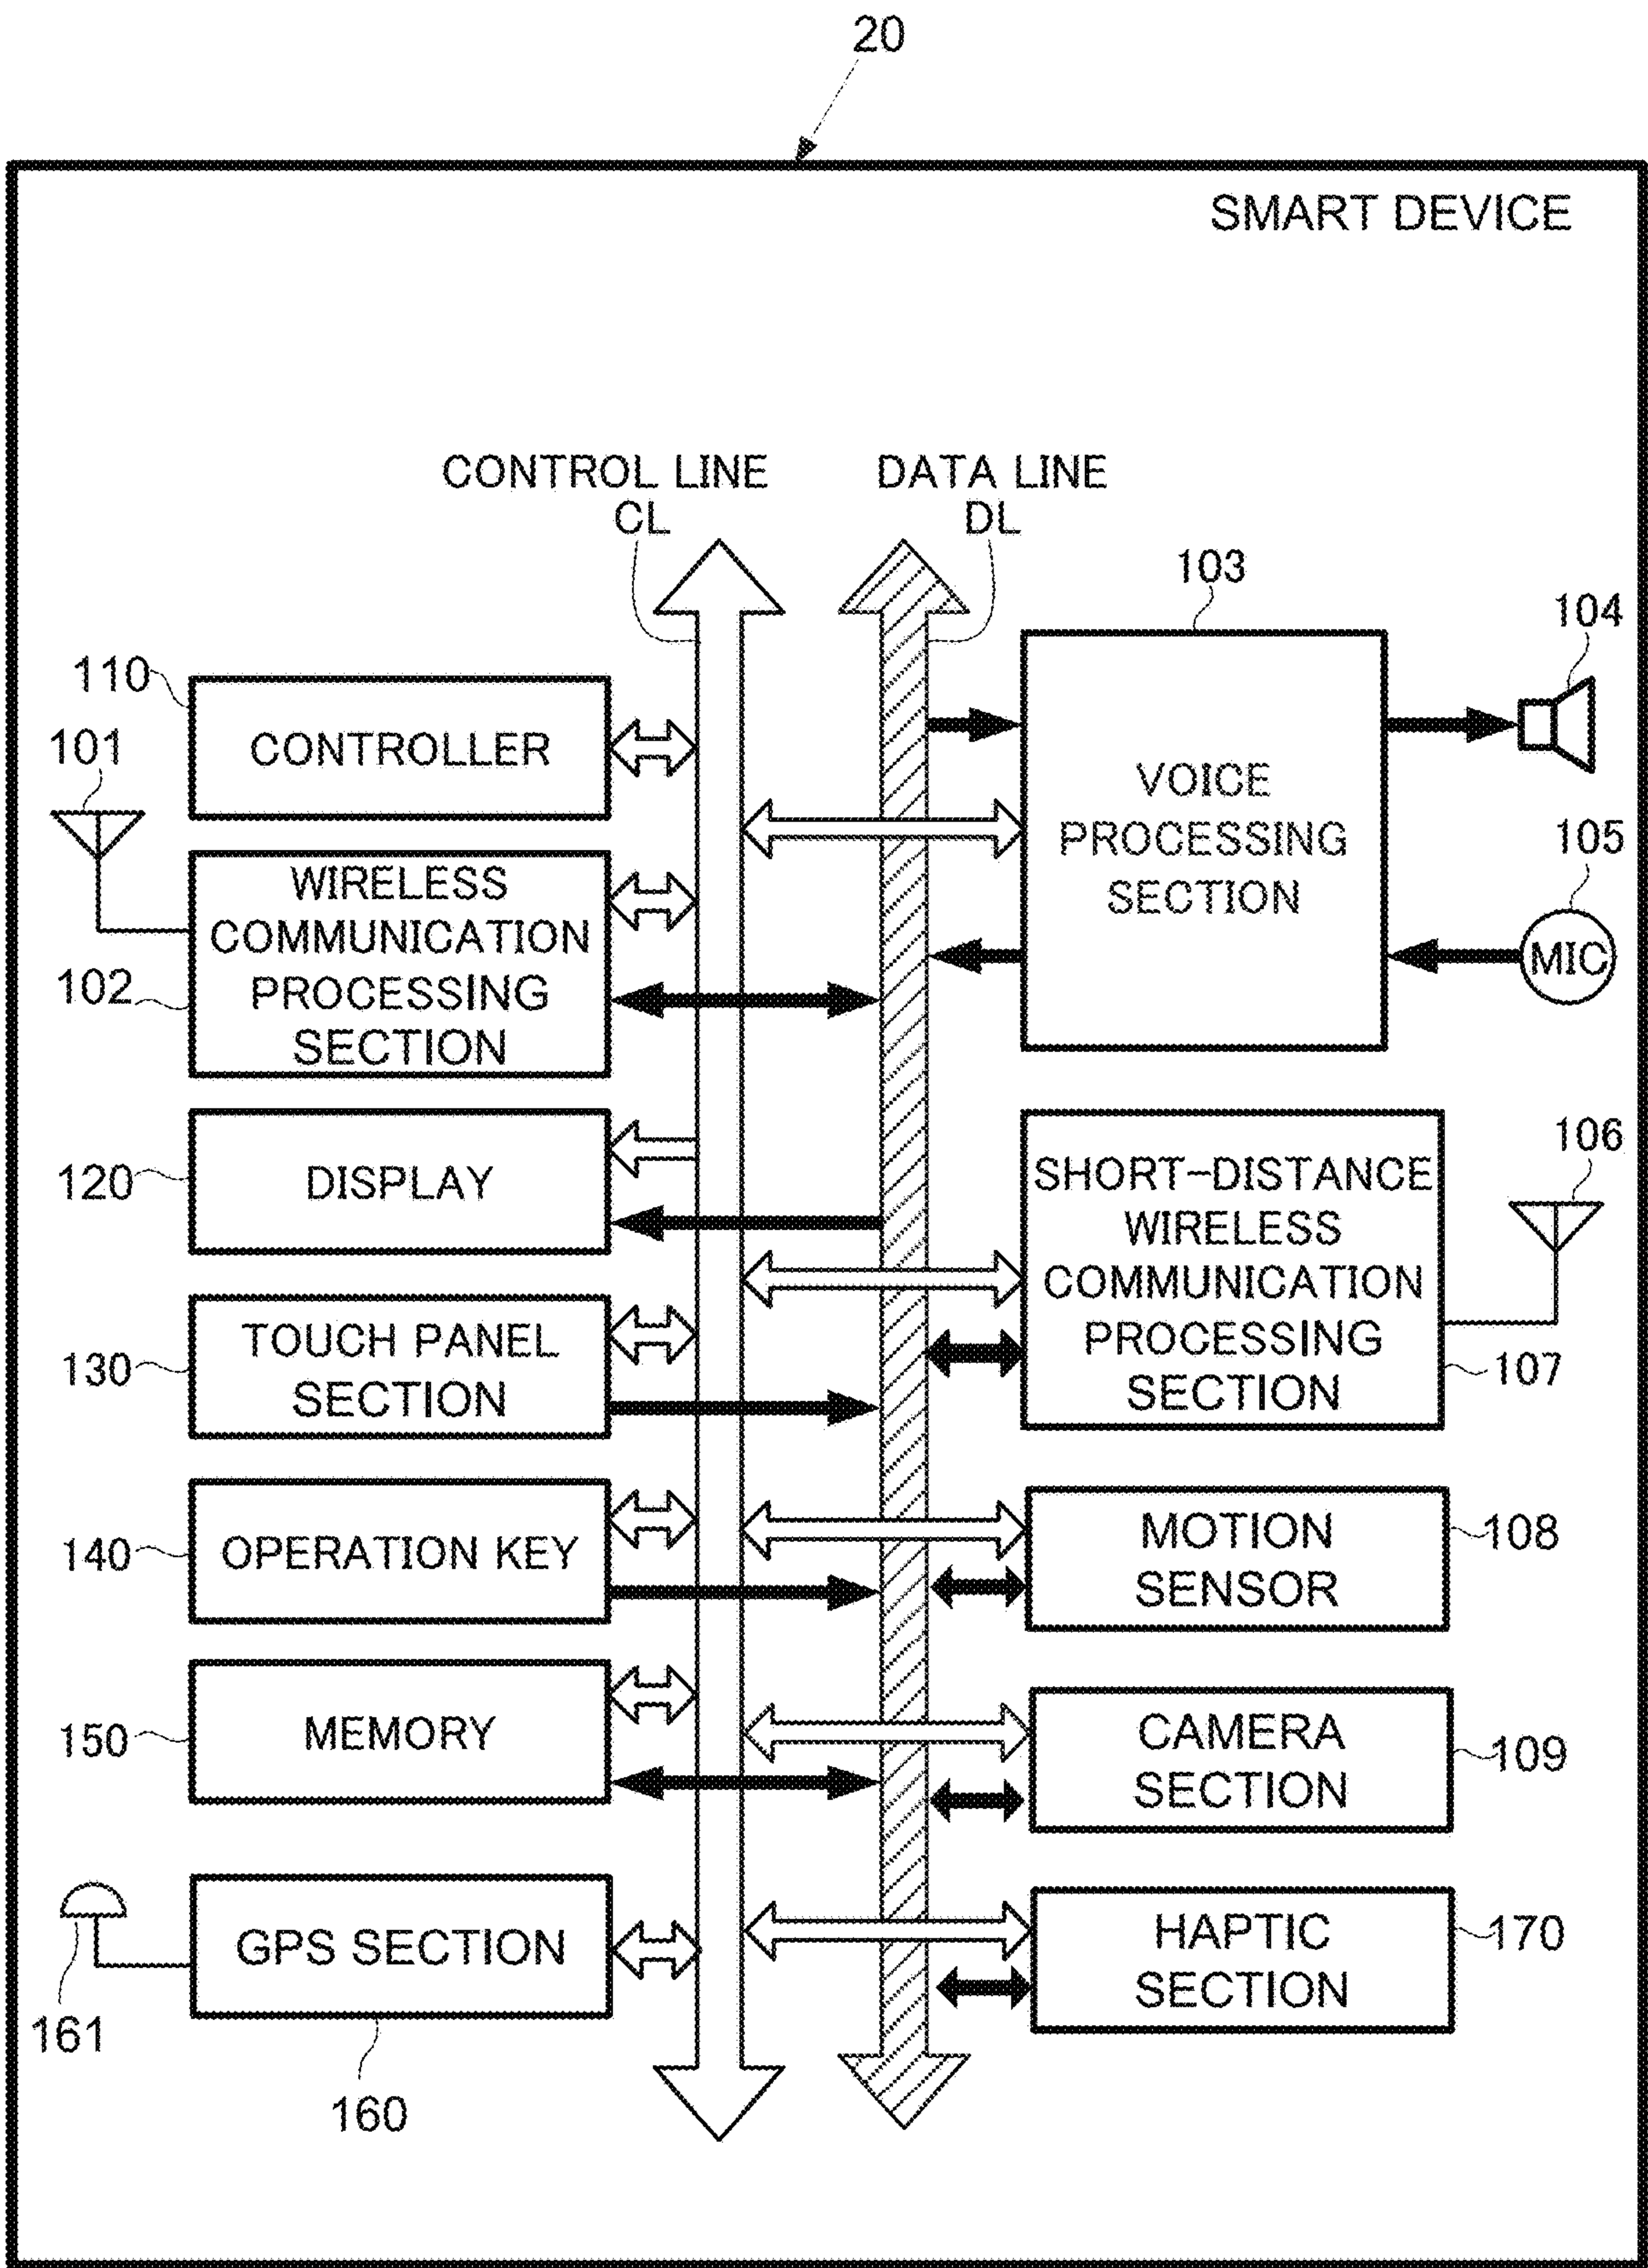 20
SMART DEVICE
CONTROL LINE
CL
DATA LINE
DL
110
CONTROLLER
101
WIRELESS
COMMUNICATION
PROCESSING
SECTION
102
120
DISPLAY
130
TOUCH PANEL
SECTION
140
OPERATION KEY
150
MEMORY
GPS SECTION
161
160
103
VOICE
PROCESSING
SECTION
104
105
MIC
106
SHORT-DISTANCE
WIRELESS
COMMUNICATION
PROCESSING
SECTION
107
MOTION
SENSOR
108
CAMERA
SECTION
109
HAPTIC
SECTION
170